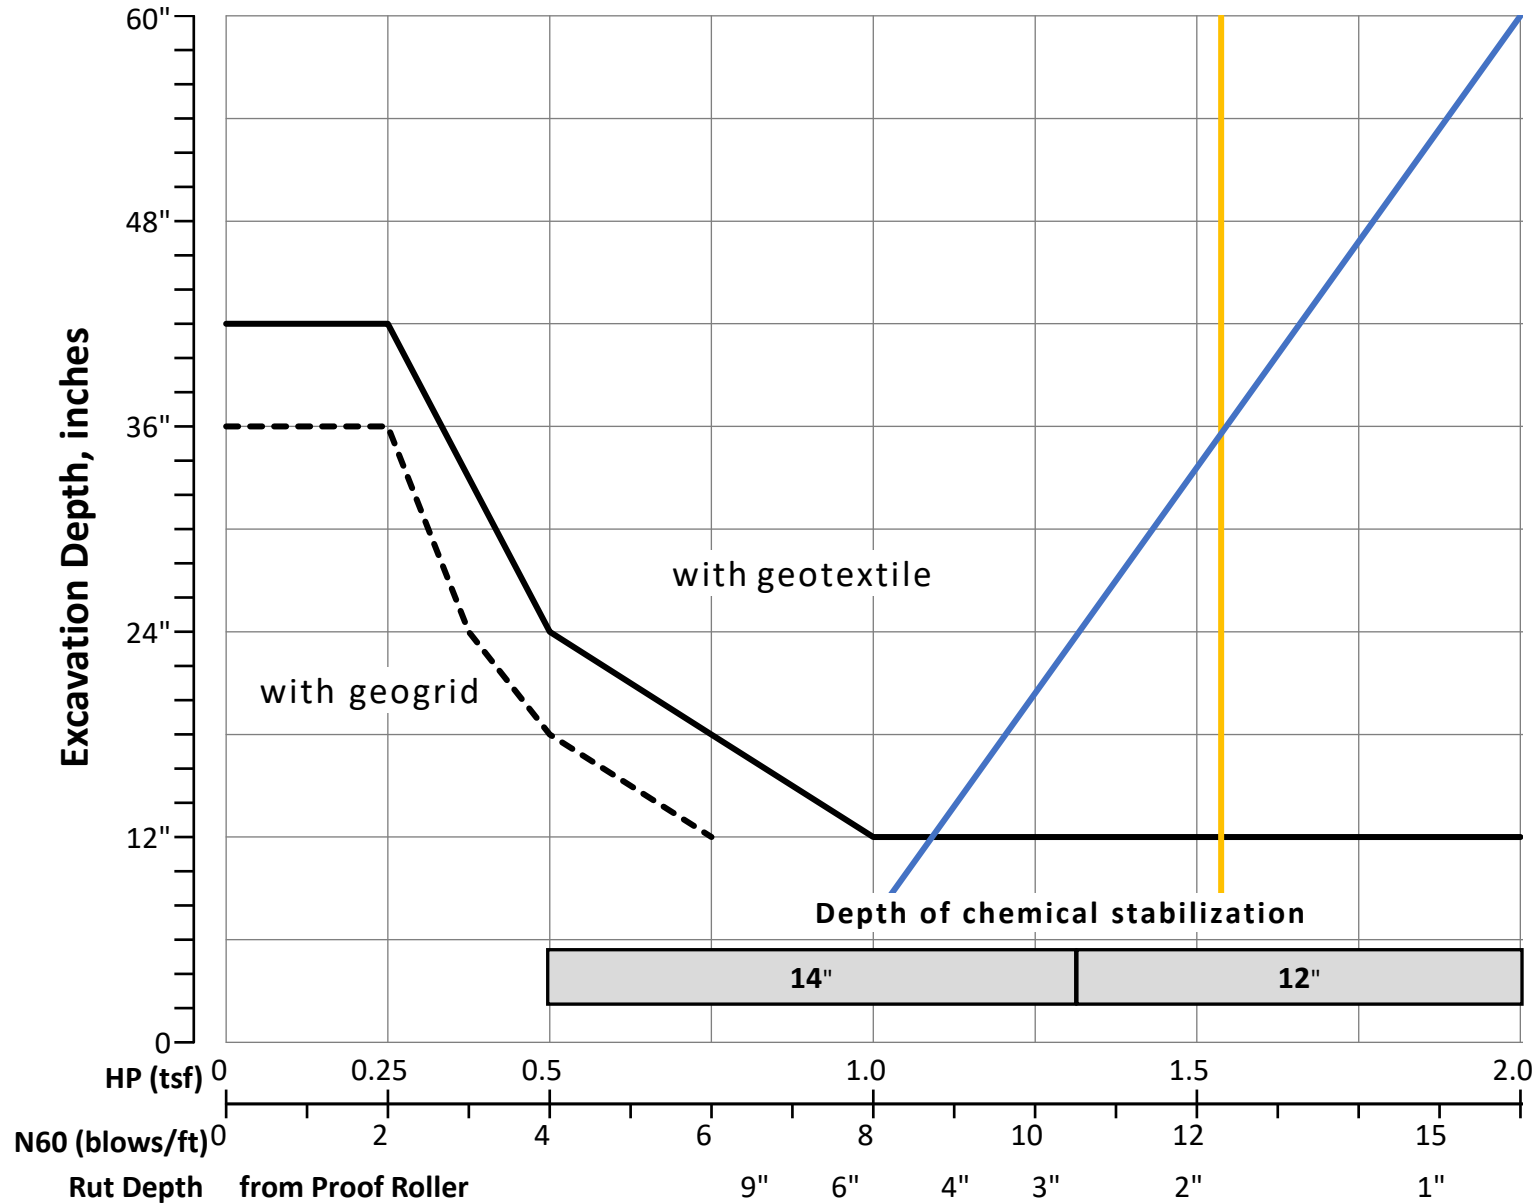 60"
48"
36"
24"
12"
0
Excavation Depth, inches
with geotextile
with geogrid
Depth of chemical stabilization
14" 12"
HP (tsf) 0 0.25 0.5 1.0 1.5 2.0
N60 (blows/ft) 0 2 4 6 8 10 12 15
Rut Depth from Proof Roller 9" 6" 4" 3" 2" 1"